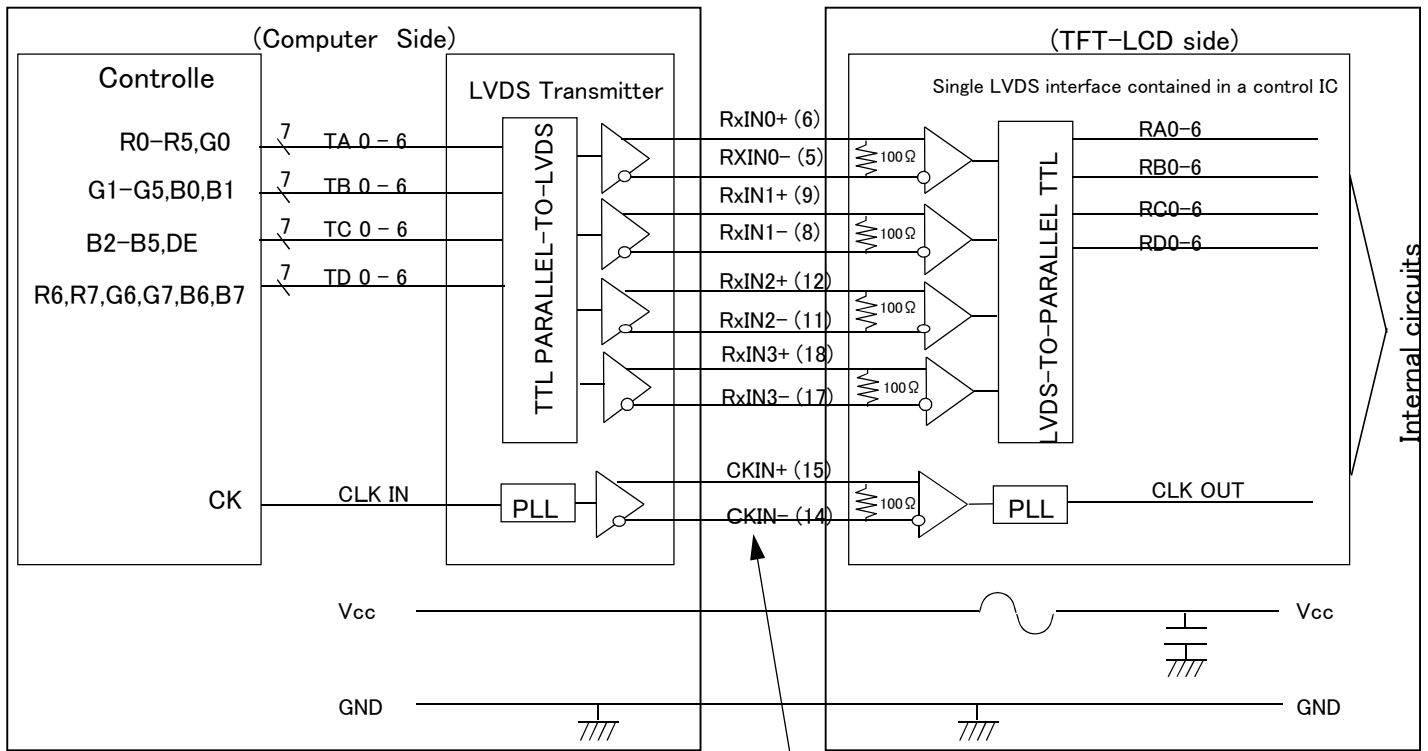 (Computer Side)
Controlle
R0-R5,G0
G1-G5,B0,B1
B2-B5,DE
R6,R7,G6,G7,B6,B7
CK
7 TA 0 - 6
7 TB 0 - 6
7 TC 0 - 6
7 TD 0 - 6
CLK IN
LVDS Transmitter
TTL PARALLEL-TO-LVDS
PLL
RxIN0+ (6)
RXIN0- (5)
RxIN1+ (9)
RxIN1- (8)
RxIN2+ (12)
RxIN2- (11)
RxIN3+ (18)
RxIN3- (17)
CKIN+ (15)
CKIN- (14)
(TFT-LCD side)
Single LVDS interface contained in a control IC
100Ω
100Ω
100Ω
100Ω
100Ω
LVDS-TO-PARALLEL TTL
PLL
RA0-6
RB0-6
RC0-6
RD0-6
CLK OUT
Internal circuits
Vcc
Vcc
GND
GND